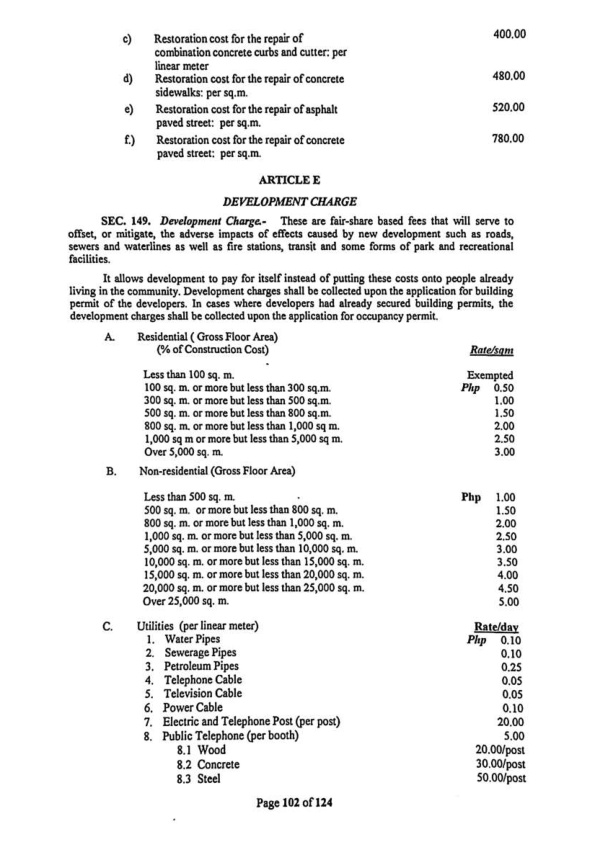 c) Restoration cost for the repair of 400.00
combination concrete curbs and cutter: per
linear meter
d) Restoration cost for the repair of concrete 480.00
sidewalks: per sq.m.
e) Restoration cost for the repair of asphalt 520.00
paved street: per sq.m.
f.) Restoration cost for the repair of concrete 780.00
paved street: per sq.m.
ARTICLE E
DEVELOPMENT CHARGE
SEC. 149. Development Charge.- These are fair-share based fees that will serve to
offset, or mitigate, the adverse impacts of effects caused by new development such as roads,
sewers and waterlines as well as fire stations, transit and some forms of park and recreational
facilities.
It allows development to pay for itself instead of putting these costs onto people already
living in the community. Development charges shall be collected upon the application for building
permit of the developers. In cases where developers had already secured building permits, the
development charges shall be collected upon the application for occupancy permit.
A. Residential ( Gross Floor Area)
(% of Construction Cost) Rate/sqm
Less than 100 sq. m. Exempted
100 sq. m. or more but less than 300 sq.m. Php 0.50
300 sq. m. or more but less than 500 sq.m. 1.00
500 sq. m. or more but less than 800 sq.m. 1.50
800 sq. m. or more but less than 1,000 sq m. 2.00
1,000 sq m or more but less than 5,000 sq m. 2.50
Over 5,000 sq. m. 3.00
B. Non-residential (Gross Floor Area)
Less than 500 sq. m. Php 1.00
500 sq. m. or more but less than 800 sq. m. 1.50
800 sq. m. or more but less than 1,000 sq. m. 2.00
1,000 sq. m. or more but less than 5,000 sq. m. 2.50
5,000 sq. m. or more but less than 10,000 sq. m. 3.00
10,000 sq. m. or more but less than 15,000 sq. m. 3.50
15,000 sq. m. or more but less than 20,000 sq. m. 4.00
20,000 sq. m. or more but less than 25,000 sq. m. 4.50
Over 25,000 sq. m. 5.00
C. Utilities (per linear meter) Rate/day
1. Water Pipes Php 0.10
2. Sewerage Pipes 0.10
3. Petroleum Pipes 0.25
4. Telephone Cable 0.05
5. Television Cable 0.05
6. Power Cable 0.10
7. Electric and Telephone Post (per post) 20.00
8. Public Telephone (per booth) 5.00
8.1 Wood 20.00/post
8.2 Concrete 30.00/post
8.3 Steel 50.00/post
Page 102 of 124